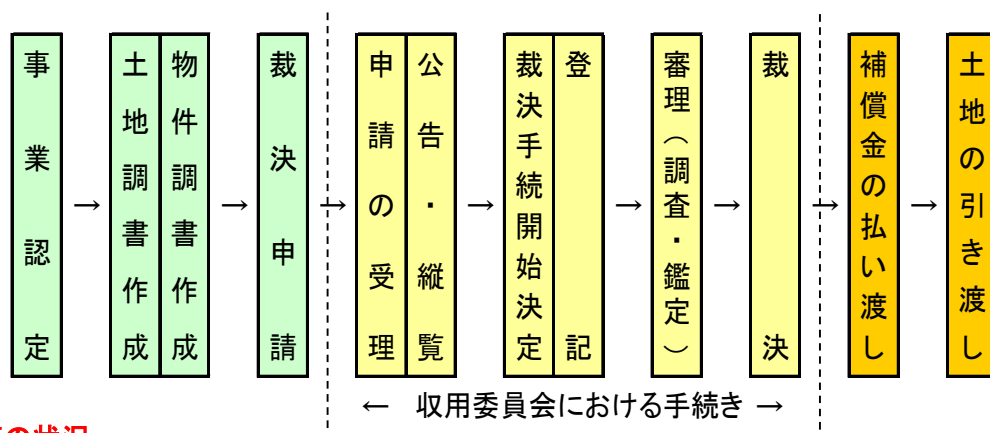 事業認定
→
土地調書作成
物件調書作成
→
裁決申請
→
申請の受理
公告・縦覧
→
裁決手続開始決定
登記
→
審理(調査・鑑定)
→
裁決
→
補償金の払い渡し
→
土地の引き渡し
← 収用委員会における手続き →
の状況